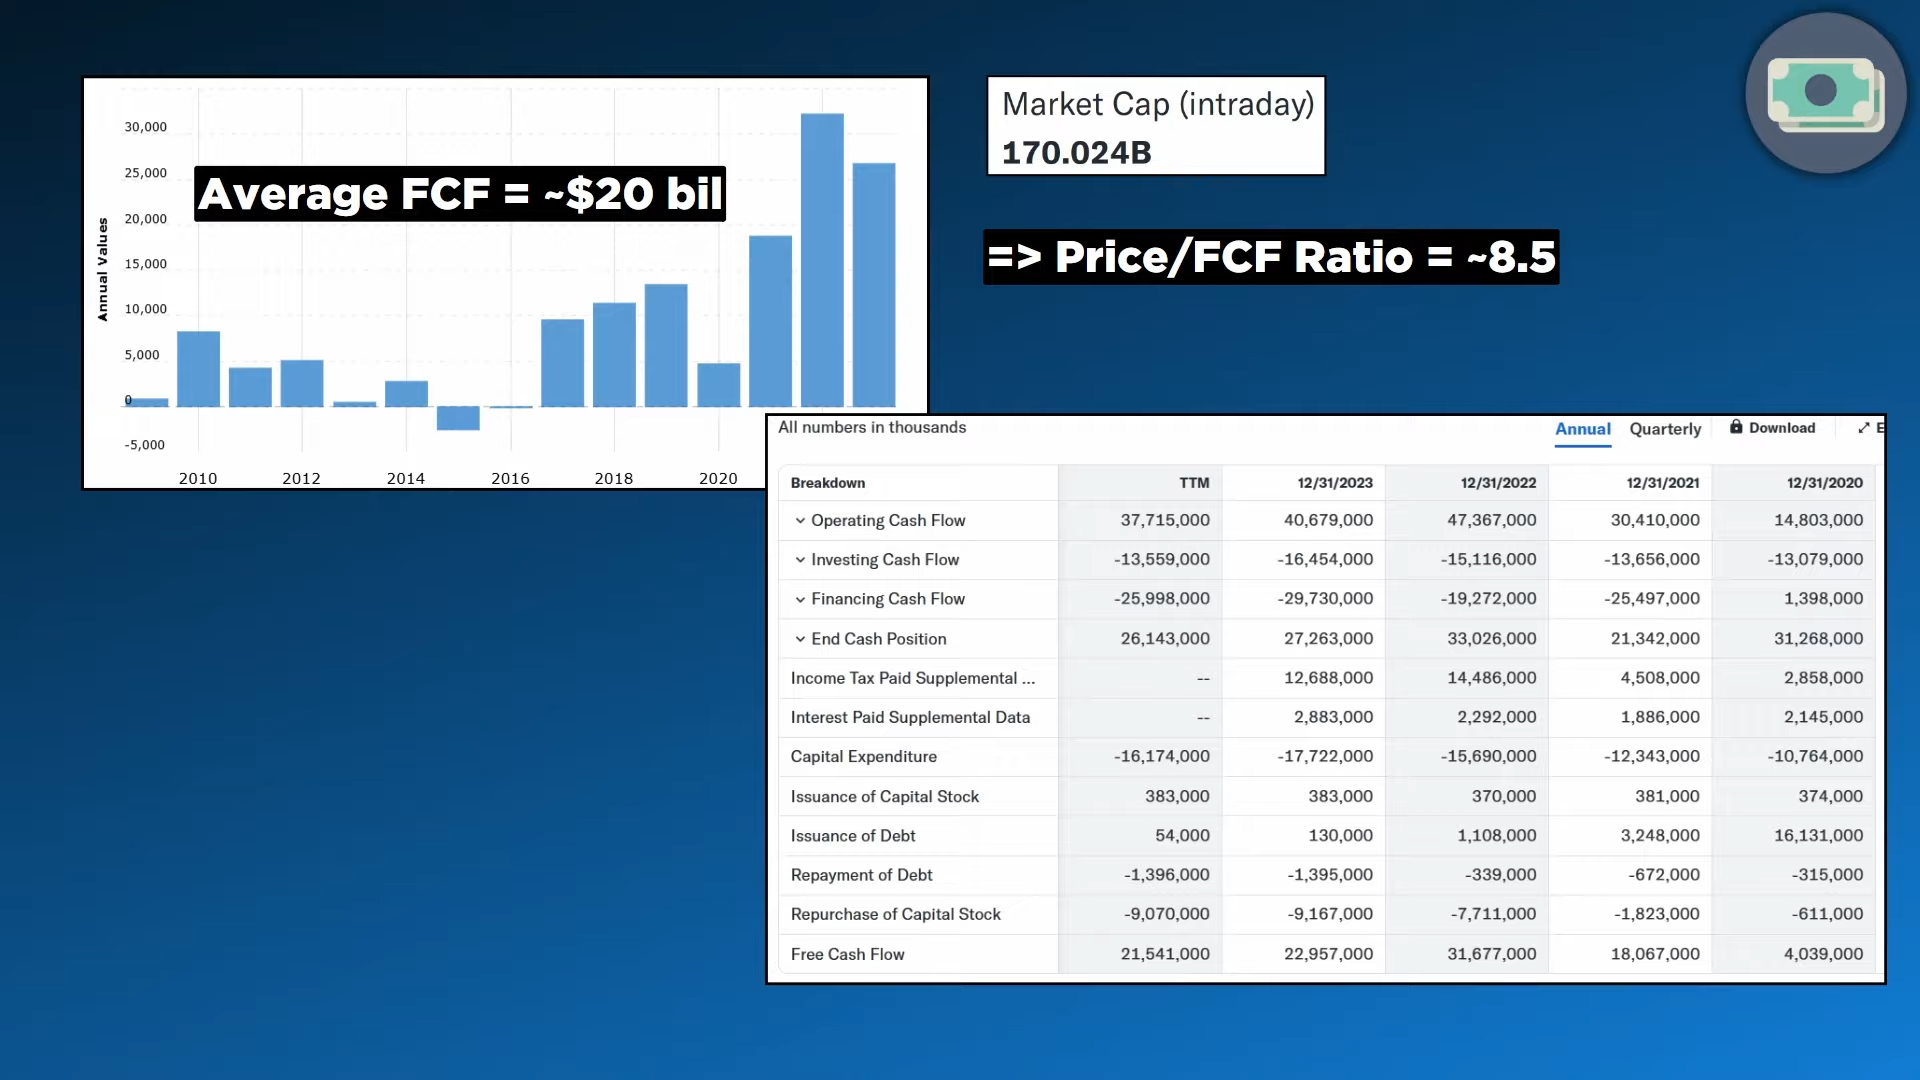 30,000
25,000
20,000
15,000
10,000
5,000
0
-5,000
Annual Values
2010 2012 2014 2016 2018 2020
Average FCF = ~$20 bil
Market Cap (intraday)
170.024B
=> Price/FCF Ratio = ~8.5
All numbers in thousands
Annual Quarterly Download E
Breakdown TTM 12/31/2023 12/31/2022 12/31/2021 12/31/2020
Operating Cash Flow 37,715,000 40,679,000 47,367,000 30,410,000 14,803,000
Investing Cash Flow -13,559,000 -16,454,000 -15,116,000 -13,656,000 -13,079,000
Financing Cash Flow -25,998,000 -29,730,000 -19,272,000 -25,497,000 1,398,000
End Cash Position 26,143,000 27,263,000 33,026,000 21,342,000 31,268,000
Income Tax Paid Supplemental ... -- 12,688,000 14,486,000 4,508,000 2,858,000
Interest Paid Supplemental Data -- 2,883,000 2,292,000 1,886,000 2,145,000
Capital Expenditure -16,174,000 -17,722,000 -15,690,000 -12,343,000 -10,764,000
Issuance of Capital Stock 383,000 383,000 370,000 381,000 374,000
Issuance of Debt 54,000 130,000 1,108,000 3,248,000 16,131,000
Repayment of Debt -1,396,000 -1,395,000 -339,000 -672,000 -315,000
Repurchase of Capital Stock -9,070,000 -9,167,000 -7,711,000 -1,823,000 -611,000
Free Cash Flow 21,541,000 22,957,000 31,677,000 18,067,000 4,039,000